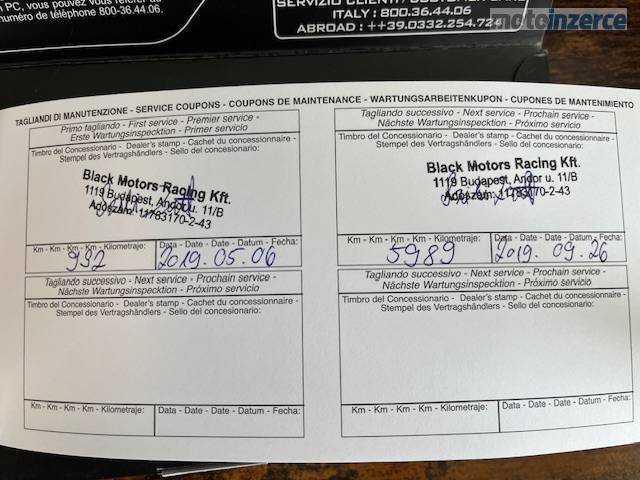 PC, vous pouvez vous référer
numéro de téléphone 800-36.44.06.
ITALY : 800.36.44.06
ABROAD : ++39.0332.254.724
motoinzerce
TAGLIANDI DI MANUTENZIONE - SERVICE COUPONS - COUPONS DE MAINTENANCE - WARTUNGSARBEITENKUPON - CUPONES DE MANTENIMIENTO
Primo tagliando - First service - Premier service -
Erste Wartungsinspecktion - Primer servicio
Timbro del Concessionario - Dealer's stamp - Cachet du concessionnaire -
Stempel des Vertragshändlers - Sello del concesionario:
Black Motors Racing Kft.
1119 Budapest, Andor u. 11/B
Adószám: 11783170-2-43
Km - Km - Km - Km - Kilometraje:
Data - Date - Date - Datum - Fecha:
992
2019.05.06
Tagliando successivo - Next service - Prochain service -
Nächste Wartungsinspecktion - Próximo servicio
Timbro del Concessionario - Dealer's stamp - Cachet du concessionnaire -
Stempel des Vertragshändlers - Sello del concesionario:
Black Motors Racing Kft.
1119 Budapest, Andor u. 11/B
Adószám: 11783170-2-43
Km - Km - Km - Km - Kilometraje:
Data - Date - Date - Datum - Fecha:
5989
2019.09.26
Tagliando successivo - Next service - Prochain service -
Nächste Wartungsinspecktion - Próximo servicio
Timbro del Concessionario - Dealer's stamp - Cachet du concessionnaire -
Stempel des Vertragshändlers - Sello del concesionario:
Km - Km - Km - Km - Kilometraje:
Data - Date - Date - Datum - Fecha:
Tagliando successivo - Next service - Prochain service -
Nächste Wartungsinspecktion - Próximo servicio
Timbro del Concessionario - Dealer's stamp - Cachet du concessionnaire -
Stempel des Vertragshändlers - Sello del concesionario:
Km - Km - Km - Km - Kilometraje:
Data - Date - Date - Datum - Fecha: